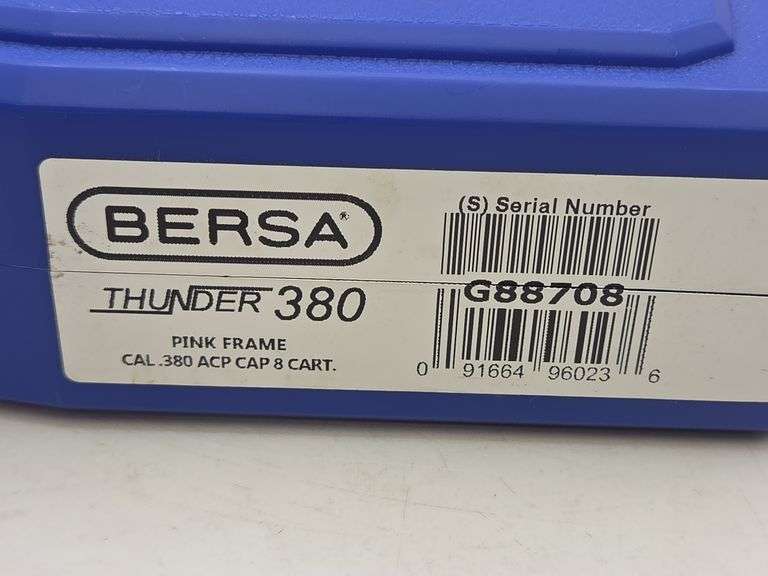 BERSA®
THUNDER 380
PINK FRAME
CAL .380 ACP CAP 8 CART.
(S) Serial Number
G88708
0 91664 96023 6